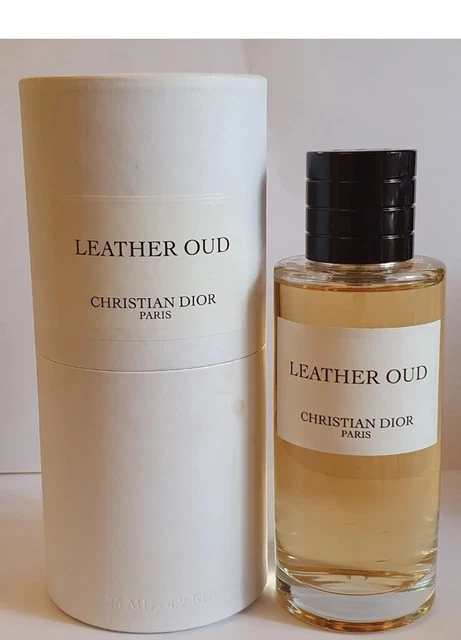 LEATHER OUD
CHRISTIAN DIOR
PARIS
LEATHER OUD
CHRISTIAN DIOR
PARIS